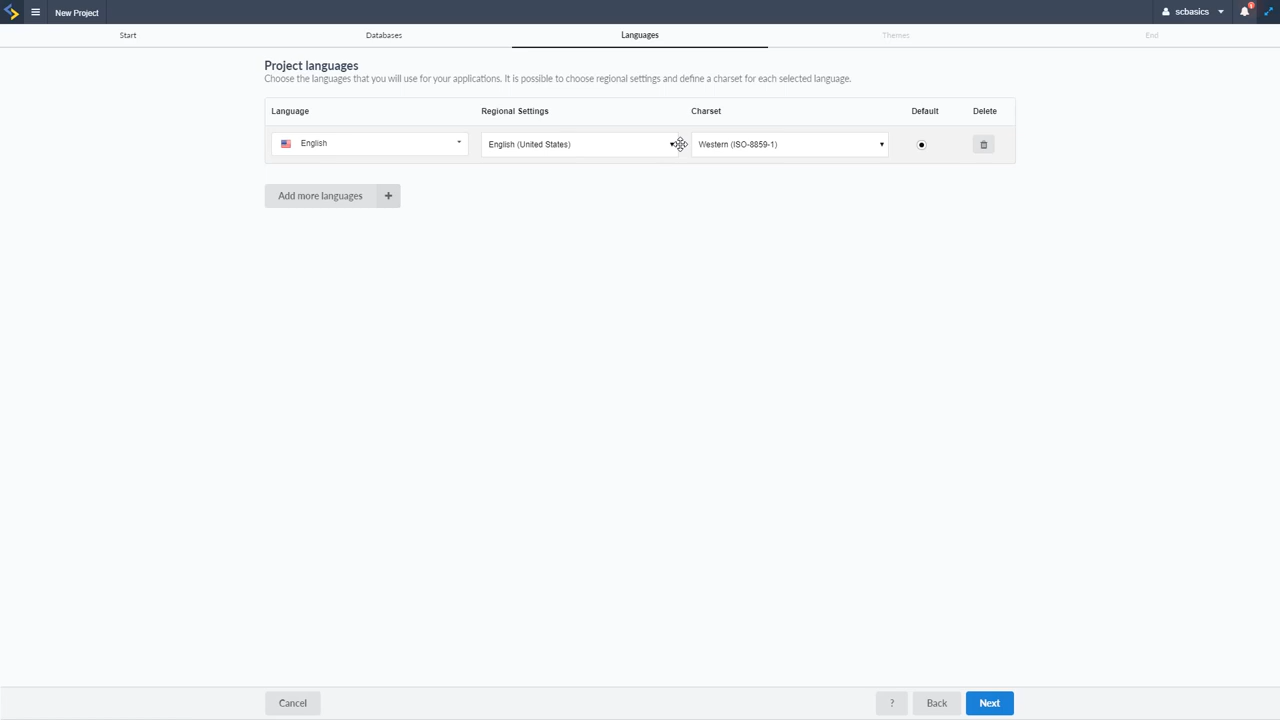 New Project
scbasics
1
Start
Databases
Languages
Themes
End
Project languages
Choose the languages that you will use for your applications. It is possible to choose regional settings and define a charset for each selected language.
Language
Regional Settings
Charset
Default
Delete
English
English (United States)
Western (ISO-8859-1)
Add more languages +
Cancel
?
Back
Next